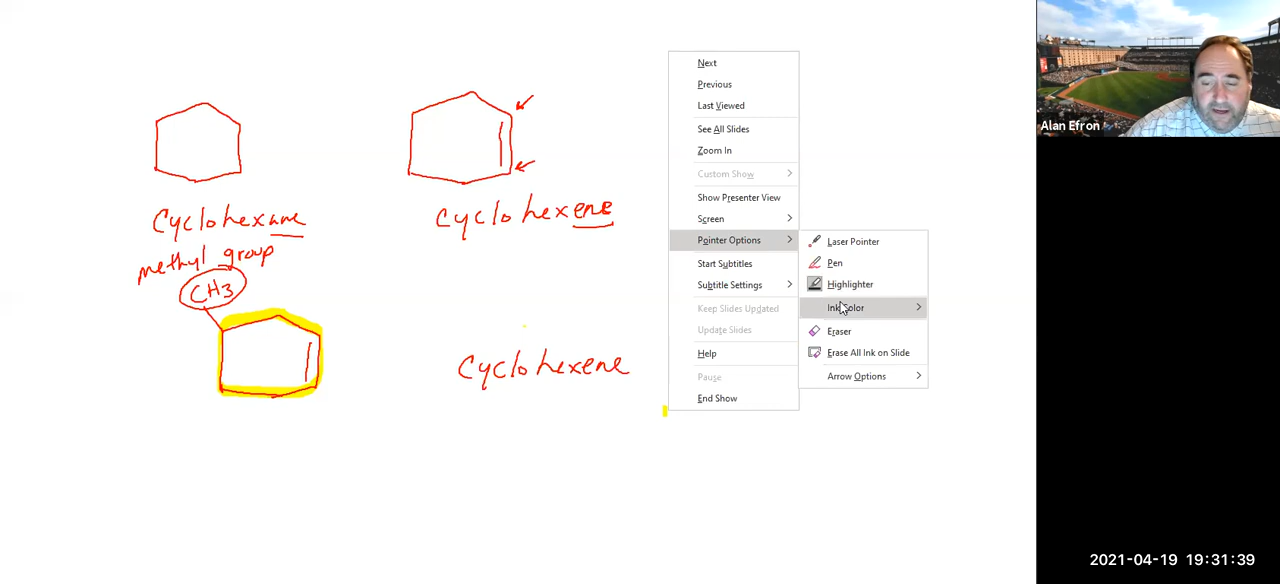 Cyclohexane
methyl group
CH3
cyclohexene
cyclohexene
Next
Previous
Last Viewed
See All Slides
Zoom In
Custom Show
Show Presenter View
Screen
Pointer Options
Start Subtitles
Subtitle Settings
Keep Slides Updated
Update Slides
Help
Pause
End Show
Laser Pointer
Pen
Highlighter
Ink Color
Eraser
Erase All Ink on Slide
Arrow Options
Alan Efron
2021-04-19 19:31:39